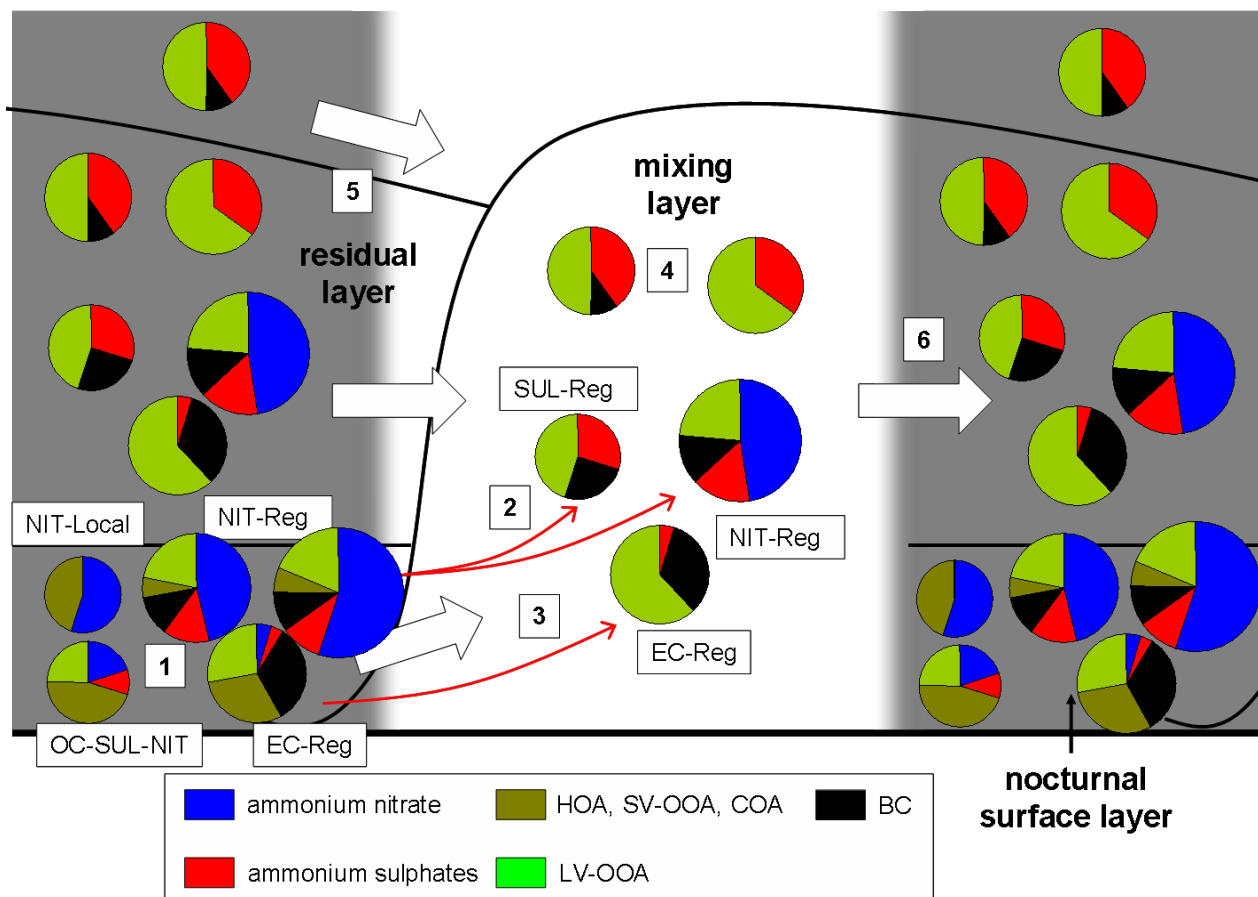 5
residual
layer
mixing
layer
4
6
SUL-Reg
2
NIT-Reg
3
EC-Reg
NIT-Local
NIT-Reg
1
OC-SUL-NIT
EC-Reg
nocturnal
surface layer
ammonium nitrate
HOA, SV-OOA, COA
BC
ammonium sulphates
LV-OOA